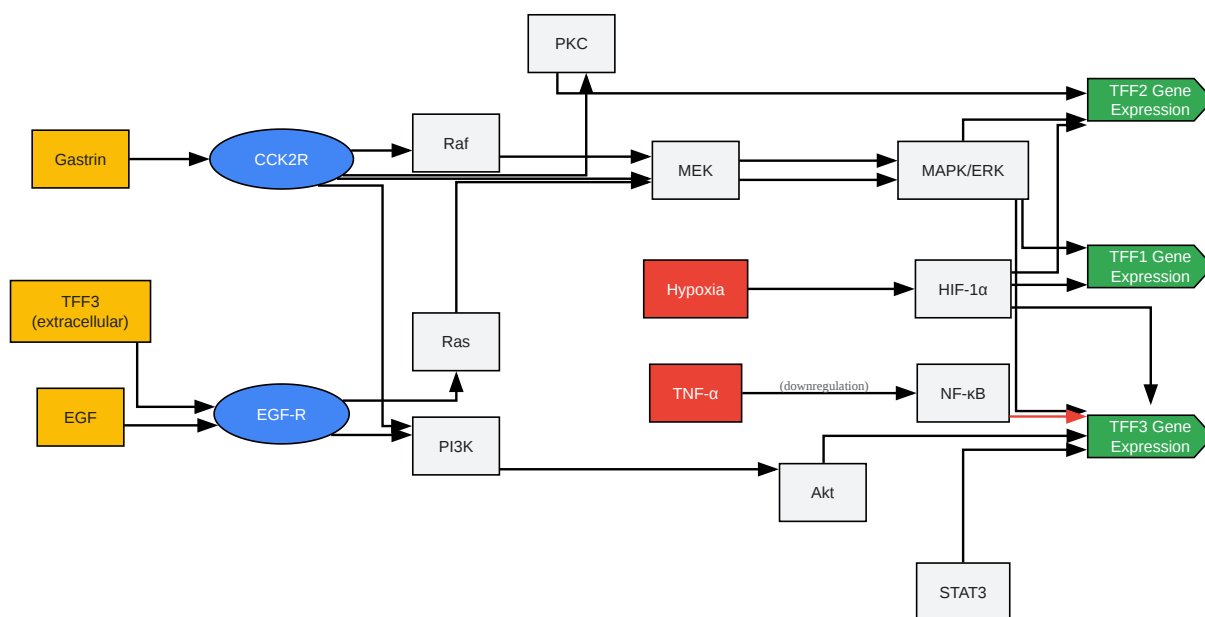 PKC
TFF2 Gene
Expression
Gastrin
CCK2R
Raf
MEK
MAPK/ERK
TFF1 Gene
Expression
Hypoxia
HIF-1α
TFF3
(extracellular)
Ras
TNF-α
(downregulation)
NF-κB
EGF
EGF-R
PI3K
TFF3 Gene
Expression
Akt
STAT3